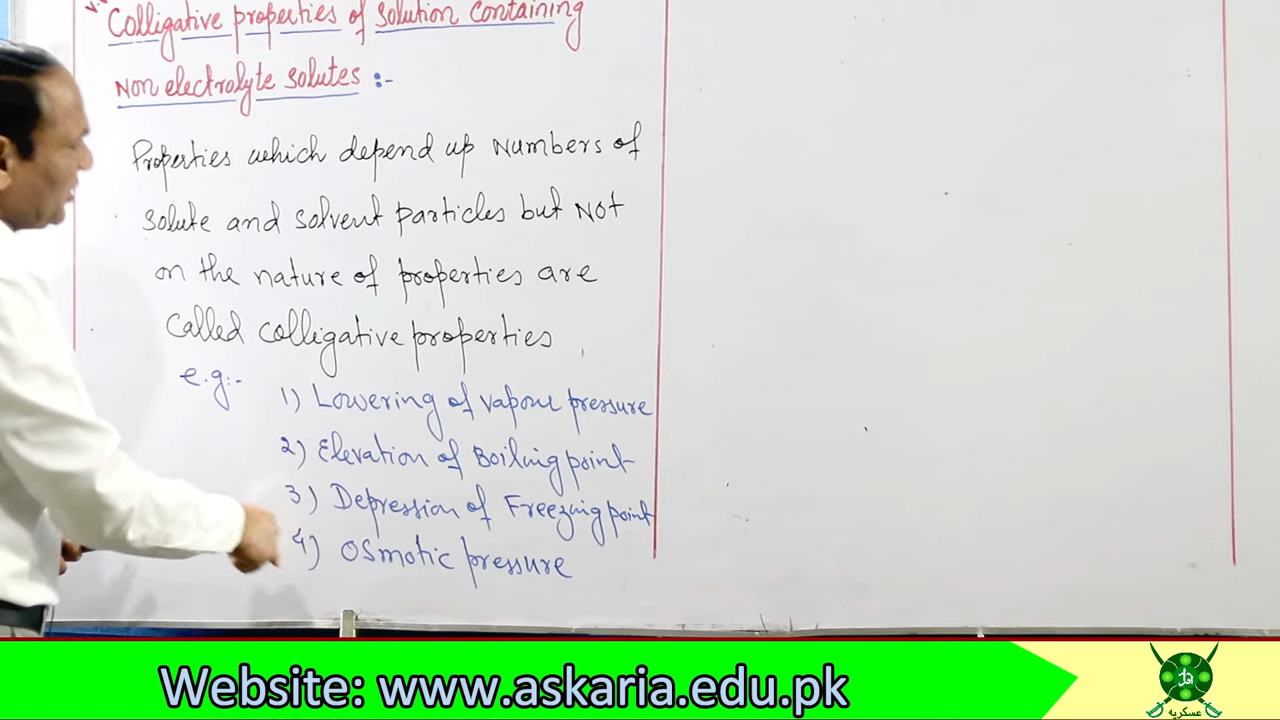 Colligative properties of solution containing
Non electrolyte solutes :-
Properties which depend up Numbers of
solute and solvent particles but Not
on the nature of properties are
called colligative properties
e.g:-
1) Lowering of vapour pressure
2) Elevation of Boiling point
3) Depression of Freezing point
4) Osmotic pressure
Website: www.askaria.edu.pk
عسکریہ